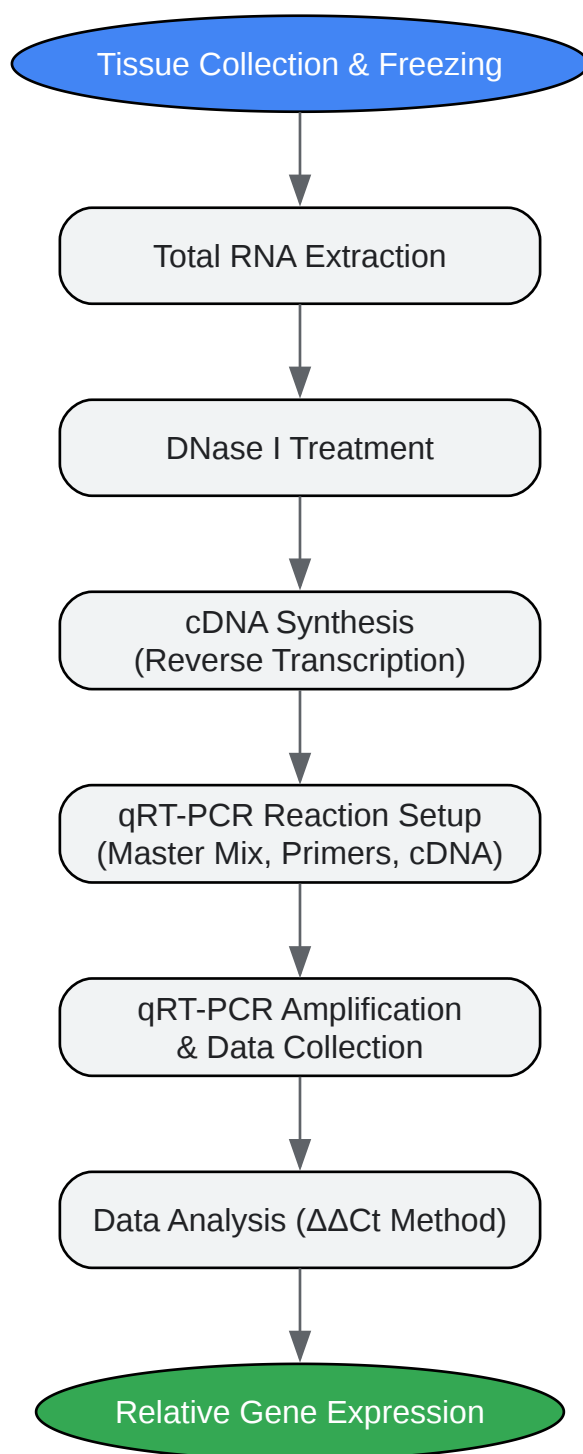 Tissue Collection & Freezing
Total RNA Extraction
DNase I Treatment
cDNA Synthesis
(Reverse Transcription)
qRT-PCR Reaction Setup
(Master Mix, Primers, cDNA)
qRT-PCR Amplification
& Data Collection
Data Analysis (ΔΔCt Method)
Relative Gene Expression